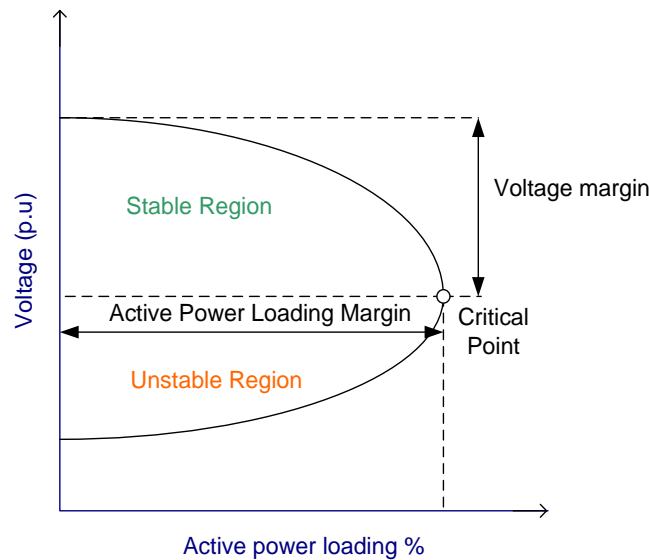 Voltage (p.u)
Stable Region
Voltage margin
Active Power Loading Margin
Critical
Point
Unstable Region
Active power loading %